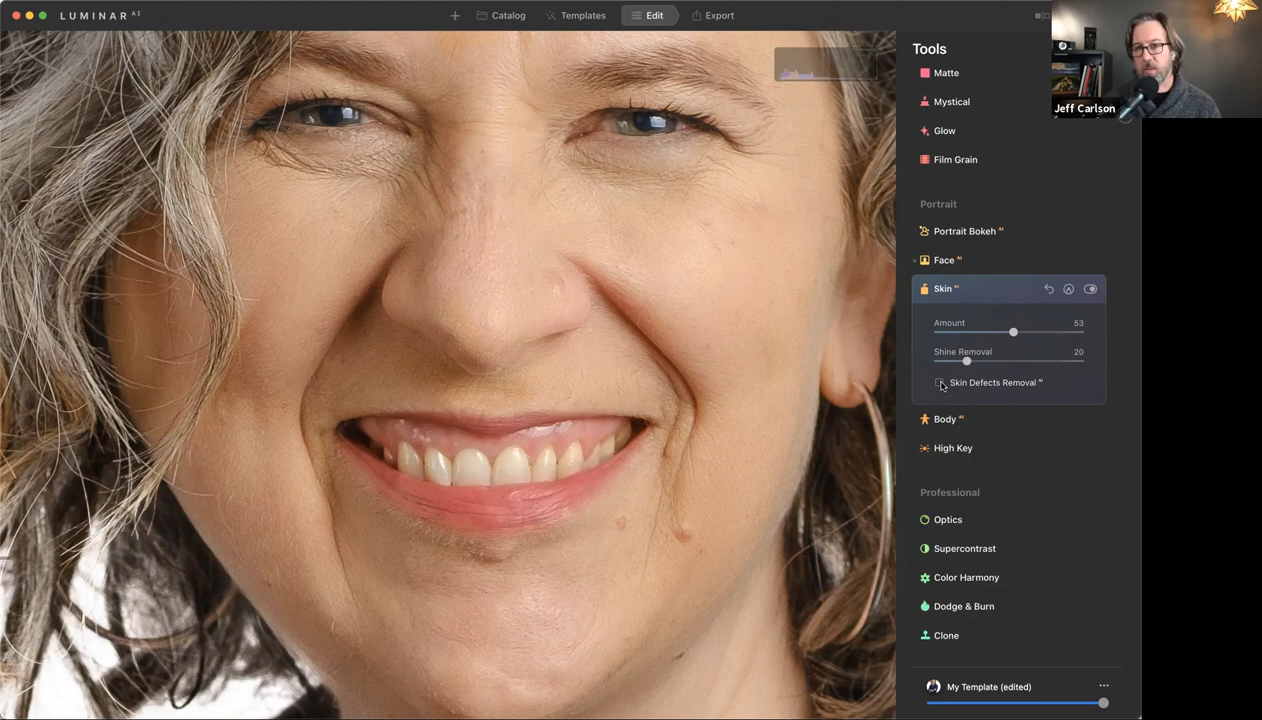 LUMINAR AI
Catalog
Templates
Edit
Export
Jeff Carlson
Tools
Matte
Mystical
Glow
Film Grain
Portrait
Portrait Bokeh AI
Face AI
Skin AI
Amount 53
Shine Removal 20
Skin Defects Removal AI
Body AI
High Key
Professional
Optics
Supercontrast
Color Harmony
Dodge & Burn
Clone
My Template (edited)